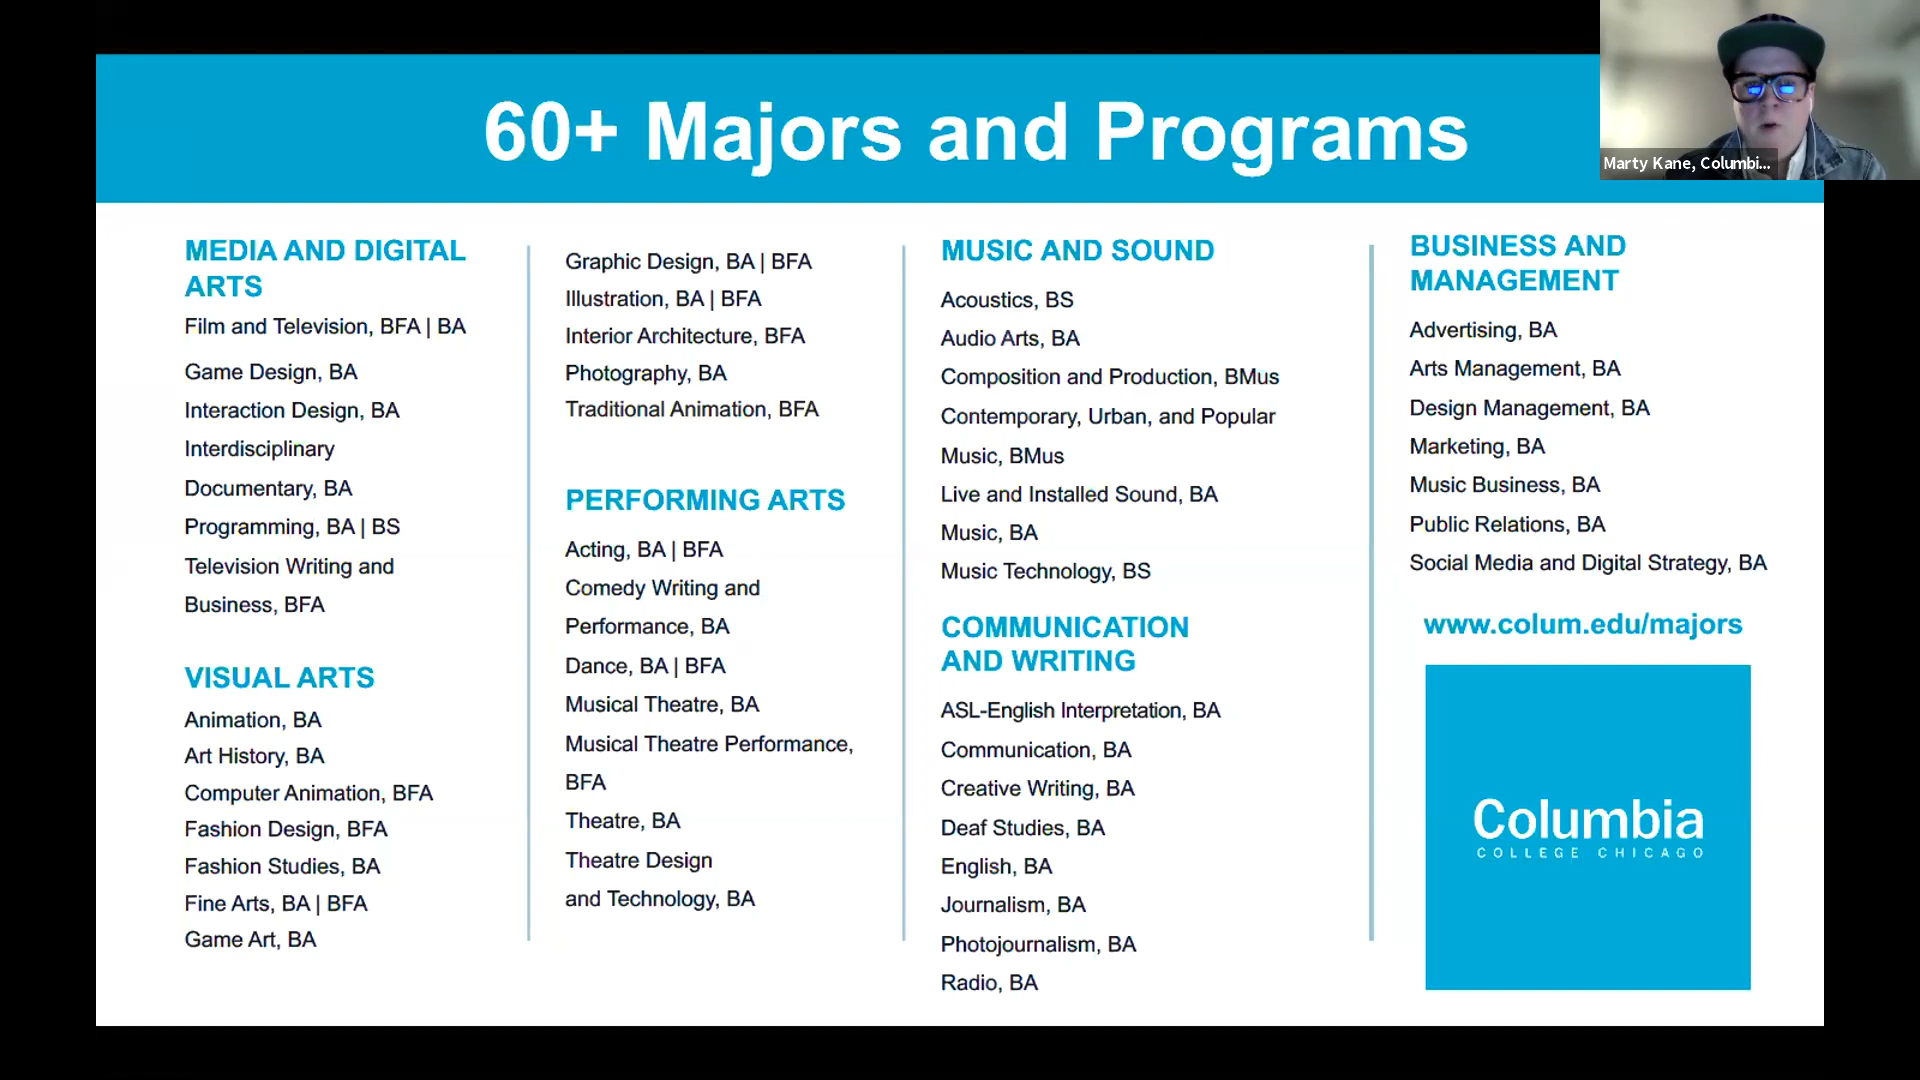 60+ Majors and Programs
Marty Kane, Columbi...
MEDIA AND DIGITAL
ARTS
Film and Television, BFA | BA
Game Design, BA
Interaction Design, BA
Interdisciplinary
Documentary, BA
Programming, BA | BS
Television Writing and
Business, BFA
VISUAL ARTS
Animation, BA
Art History, BA
Computer Animation, BFA
Fashion Design, BFA
Fashion Studies, BA
Fine Arts, BA | BFA
Game Art, BA
Graphic Design, BA | BFA
Illustration, BA | BFA
Interior Architecture, BFA
Photography, BA
Traditional Animation, BFA
PERFORMING ARTS
Acting, BA | BFA
Comedy Writing and
Performance, BA
Dance, BA | BFA
Musical Theatre, BA
Musical Theatre Performance,
BFA
Theatre, BA
Theatre Design
and Technology, BA
MUSIC AND SOUND
Acoustics, BS
Audio Arts, BA
Composition and Production, BMus
Contemporary, Urban, and Popular
Music, BMus
Live and Installed Sound, BA
Music, BA
Music Technology, BS
COMMUNICATION
AND WRITING
ASL-English Interpretation, BA
Communication, BA
Creative Writing, BA
Deaf Studies, BA
English, BA
Journalism, BA
Photojournalism, BA
Radio, BA
BUSINESS AND
MANAGEMENT
Advertising, BA
Arts Management, BA
Design Management, BA
Marketing, BA
Music Business, BA
Public Relations, BA
Social Media and Digital Strategy, BA
www.colum.edu/majors
Columbia
COLLEGE CHICAGO